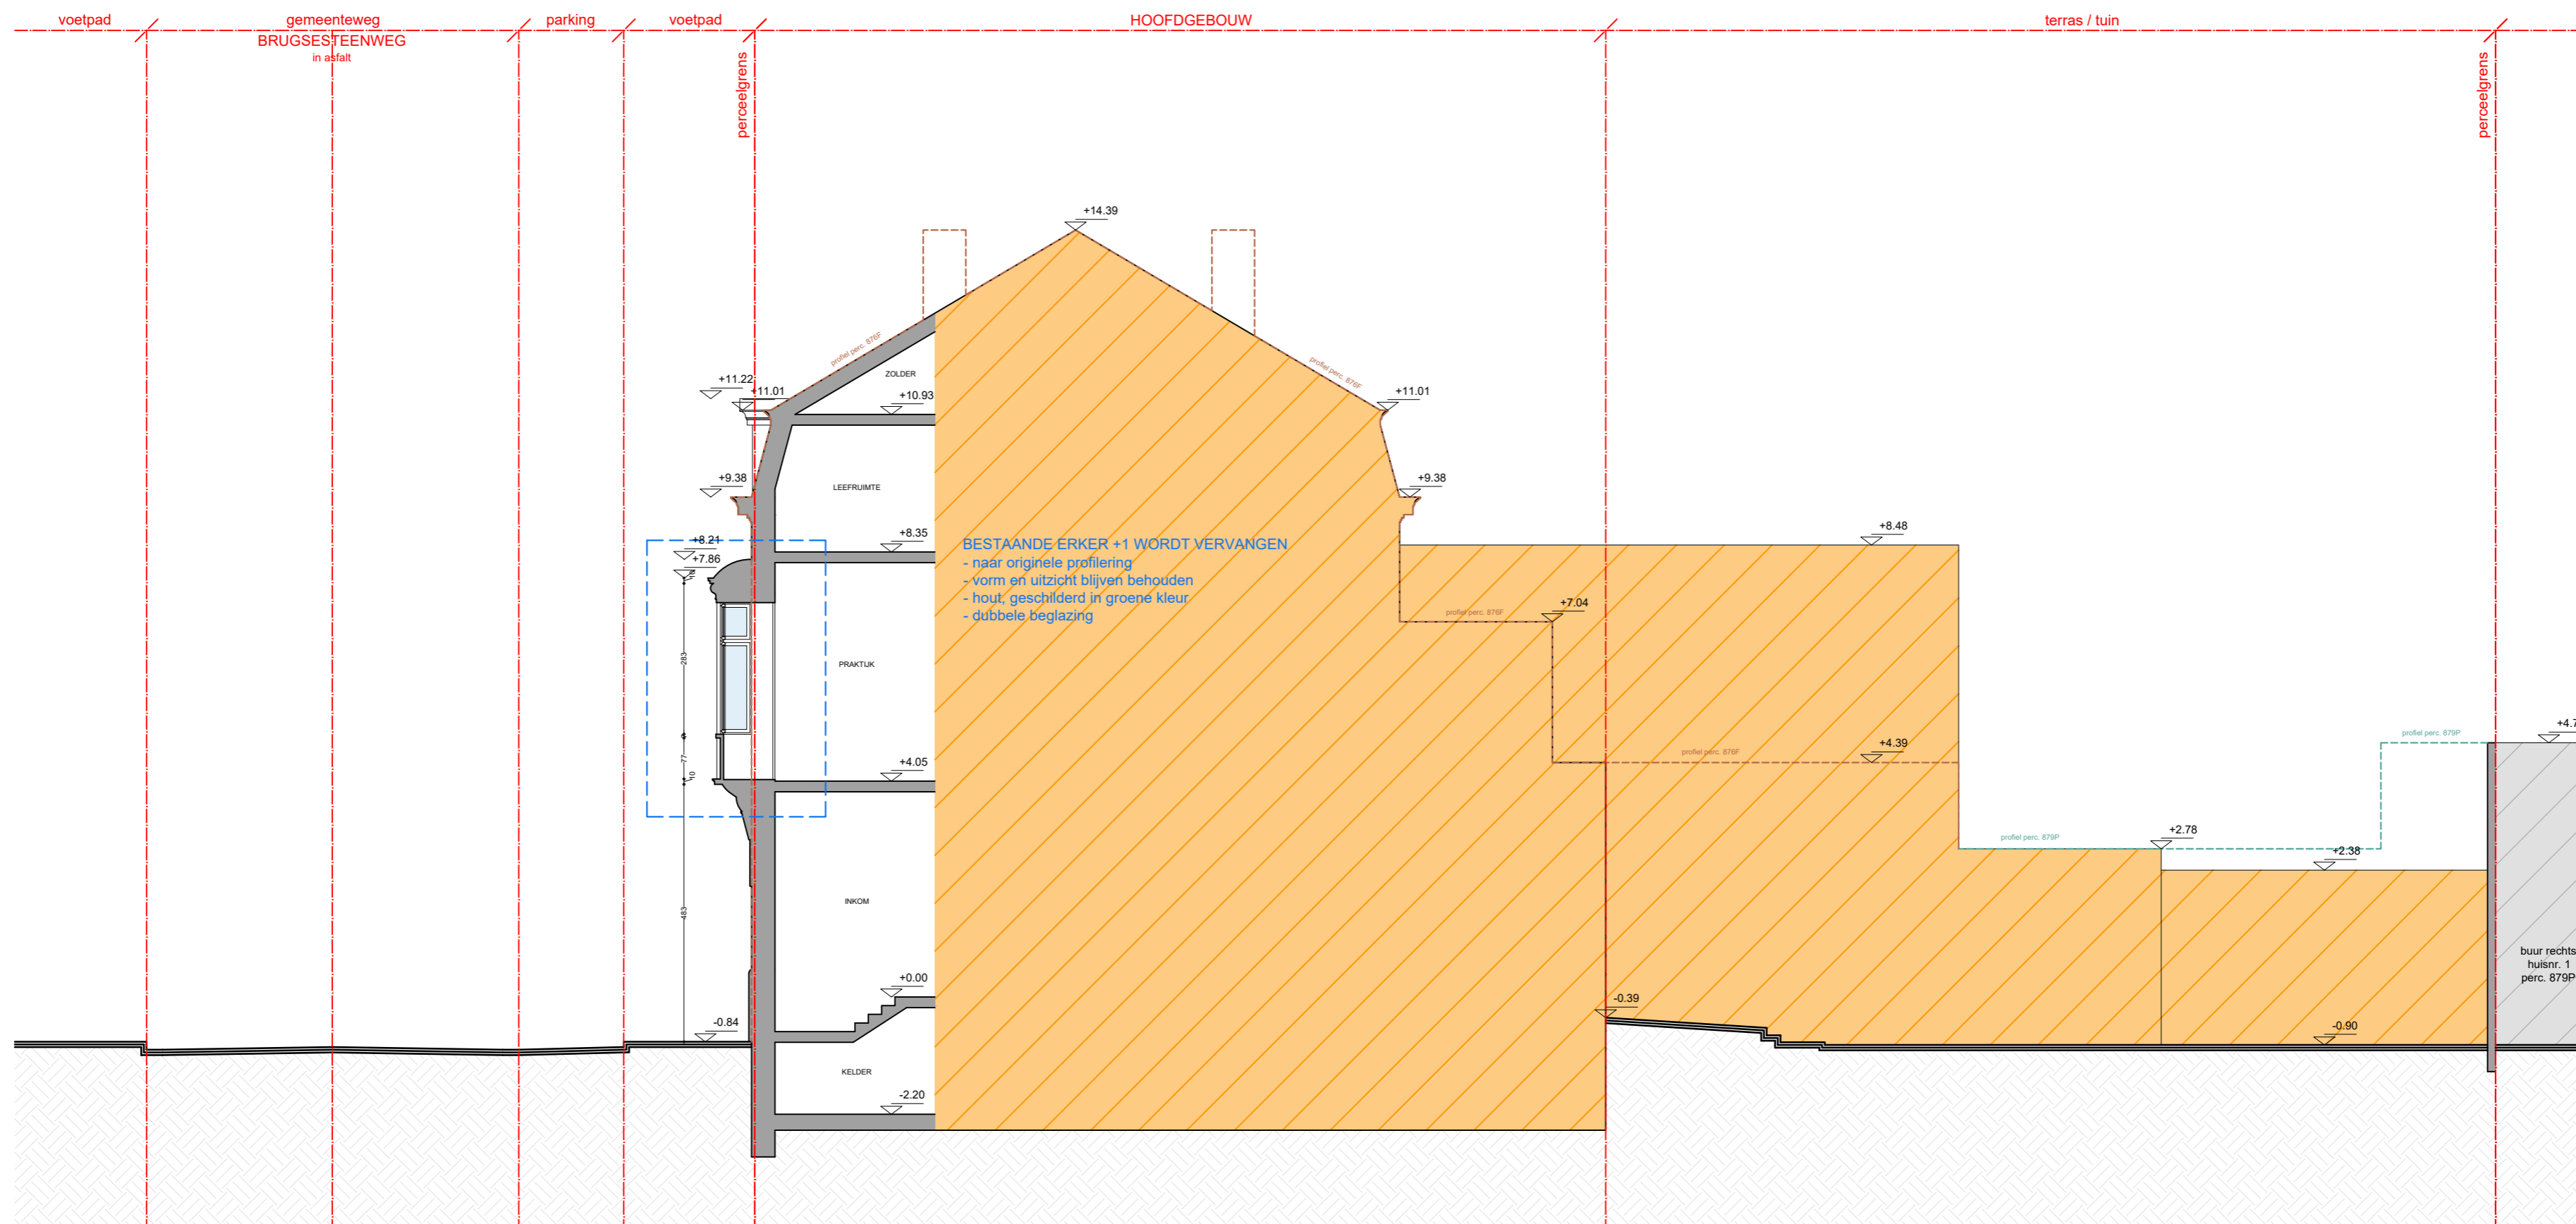 voetpad
gemeenteweg
parking
voetpad
HOOFDGEBOUW
terras / tuin
BRUGSESTEENWEG
in asfalt
perceelgrens
perceelgrens
+14.39
profiel perc. 876F
profiel perc. 876F
ZOLDER
+11.22
+11.01
+10.93
+11.01
+9.38
LEEFRUIMTE
+9.38
+8.21
+8.35
+7.86
BESTAANDE ERKER +1 WORDT VERVANGEN
- naar originele profilering
- vorm en uitzicht blijven behouden
- hout, geschilderd in groene kleur
- dubbele beglazing
+8.48
profiel perc. 876F
+7.04
283
PRAKTIJK
profiel perc. 876F
+4.39
profiel perc. 879P
+4.7
77
10
+4.05
profiel perc. 879P
+2.78
+2.38
483
INKOM
buur rechts
huisnr. 1
perc. 879P
+0.00
-0.39
-0.84
-0.90
KELDER
-2.20